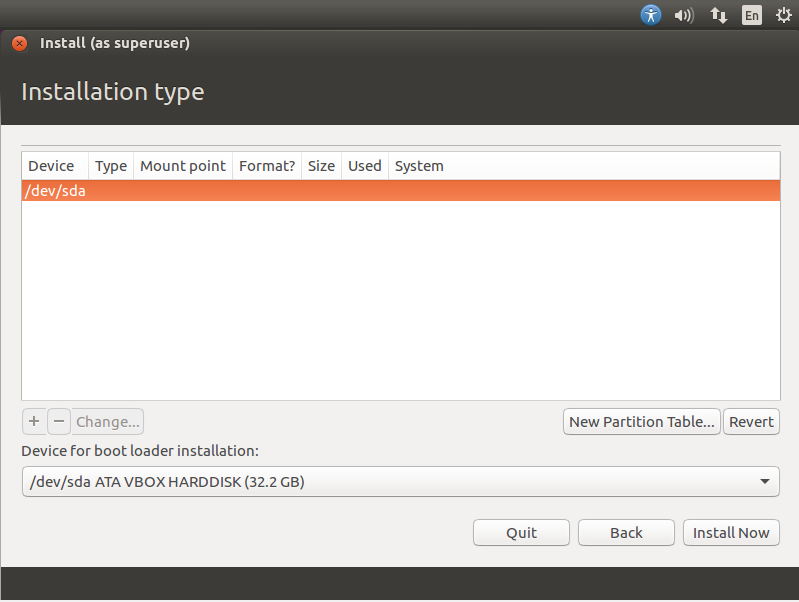 En
Install (as superuser)
Installation type
Device Type Mount point Format? Size Used System
/dev/sda
+ − Change... New Partition Table... Revert
Device for boot loader installation:
/dev/sda ATA VBOX HARDDISK (32.2 GB)
Quit Back Install Now